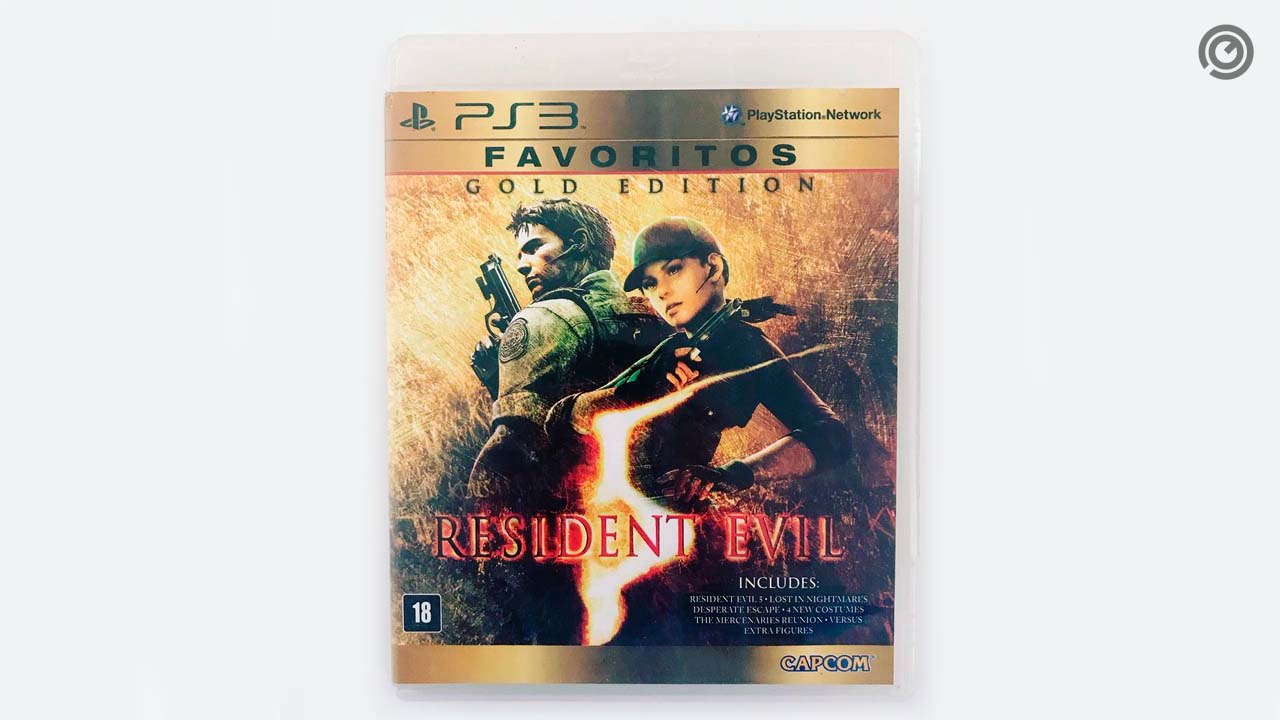 PS3 PlayStation Network
FAVORITOS
GOLD EDITION
5
RESIDENT EVIL
INCLUDES:
RESIDENT EVIL 5 • LOST IN NIGHTMARES
DESPERATE ESCAPE • 4 NEW COSTUMES
THE MERCENARIES REUNION • VERSUS
EXTRA FIGURES
18
CAPCOM